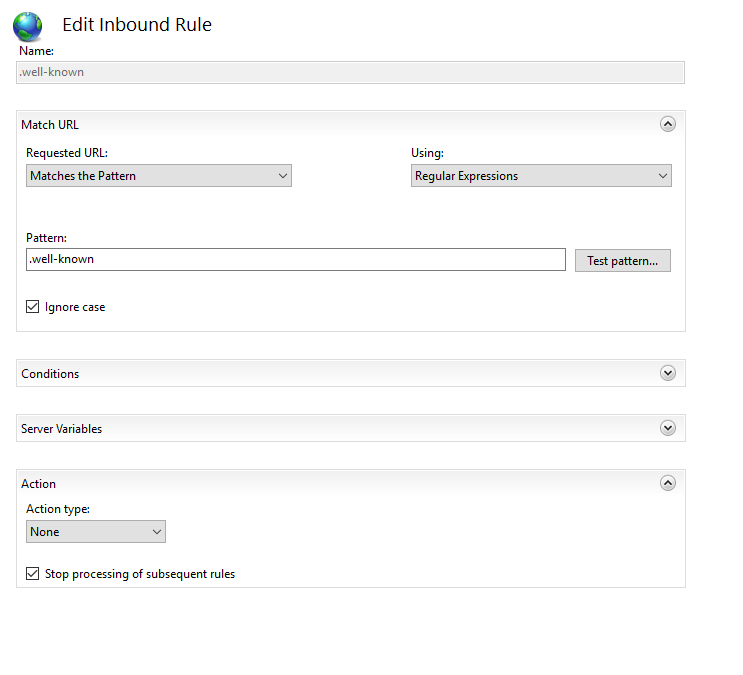 Edit Inbound Rule
Name:
.well-known
Match URL
Requested URL:
Using:
Matches the Pattern
Regular Expressions
Pattern:
.well-known
Test pattern...
Ignore case
Conditions
Server Variables
Action
Action type:
None
Stop processing of subsequent rules